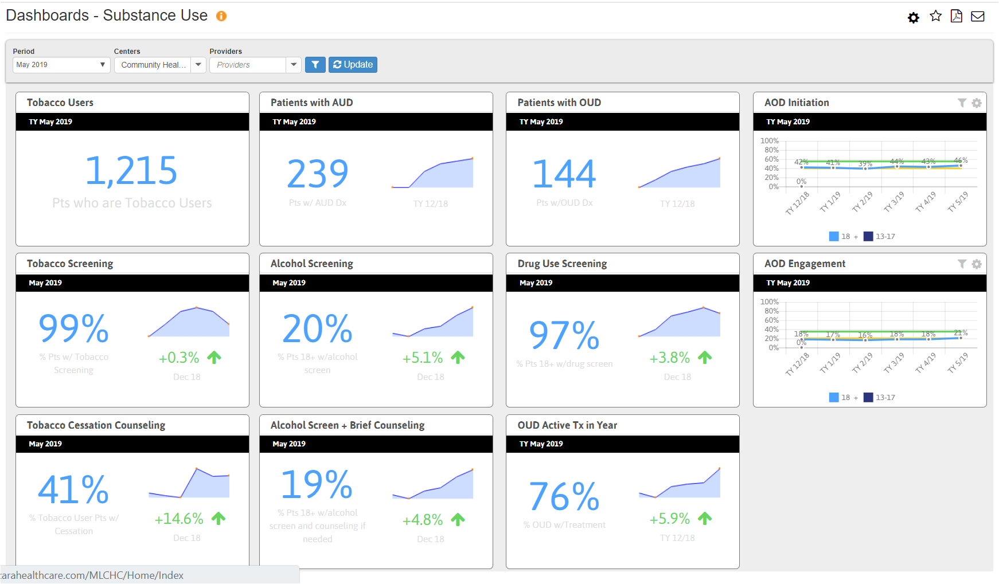 Dashboards - Substance Use
Period
Centers
Providers
May 2019
Community Heal...
Providers
Update
Tobacco Users
TY May 2019
1,215
Pts who are Tobacco Users
Patients with AUD
TY May 2019
239
Pts w/ AUD Dx
TY 12/18
Patients with OUD
TY May 2019
144
Pts w/OUD Dx
TY 12/18
AOD Initiation
TY May 2019
100%
80%
60%
40%
20%
0%
42%
41%
39%
44%
43%
46%
0%
TY 12/18
TY 1/19
TY 2/19
TY 3/19
TY 4/19
TY 5/19
18 +
13-17
Tobacco Screening
May 2019
99%
% Pts w/ Tobacco
Screening
+0.3%
Dec 18
Alcohol Screening
May 2019
20%
% Pts 18+ w/alcohol
screen
+5.1%
Dec 18
Drug Use Screening
May 2019
97%
% Pts 18+ w/drug screen
+3.8%
Dec 18
AOD Engagement
TY May 2019
100%
80%
60%
40%
20%
0%
18%
17%
16%
18%
18%
21%
0%
TY 12/18
TY 1/19
TY 2/19
TY 3/19
TY 4/19
TY 5/19
18 +
13-17
Tobacco Cessation Counseling
May 2019
41%
% Tobacco User Pts w/
Cessation
+14.6%
Dec 18
Alcohol Screen + Brief Counseling
May 2019
19%
% Pts 18+ w/alcohol
screen and counseling if
needed
+4.8%
Dec 18
OUD Active Tx in Year
TY May 2019
76%
% OUD w/Treatment
+5.9%
TY 12/18
arahealthcare.com/MLCHC/Home/Index